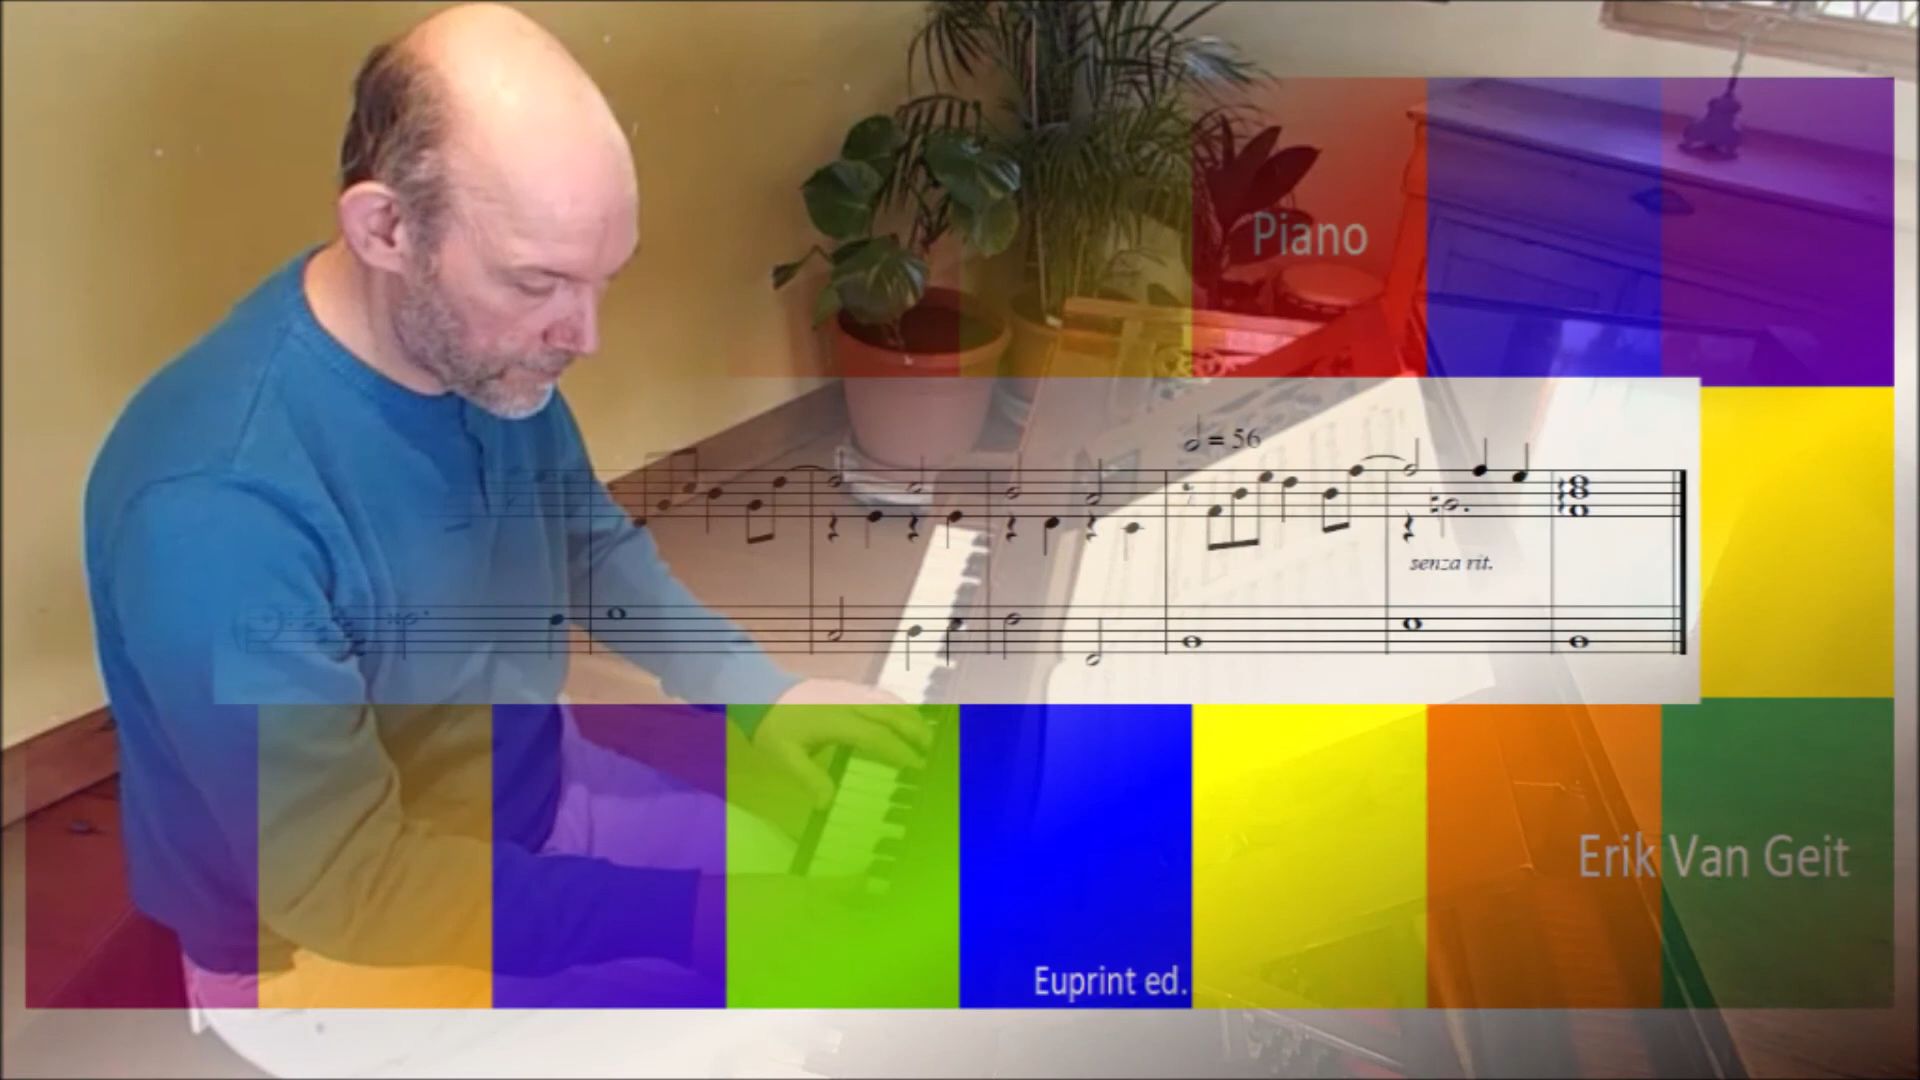 Piano
= 56
senza rit.
Erik Van Geit
Euprint ed.